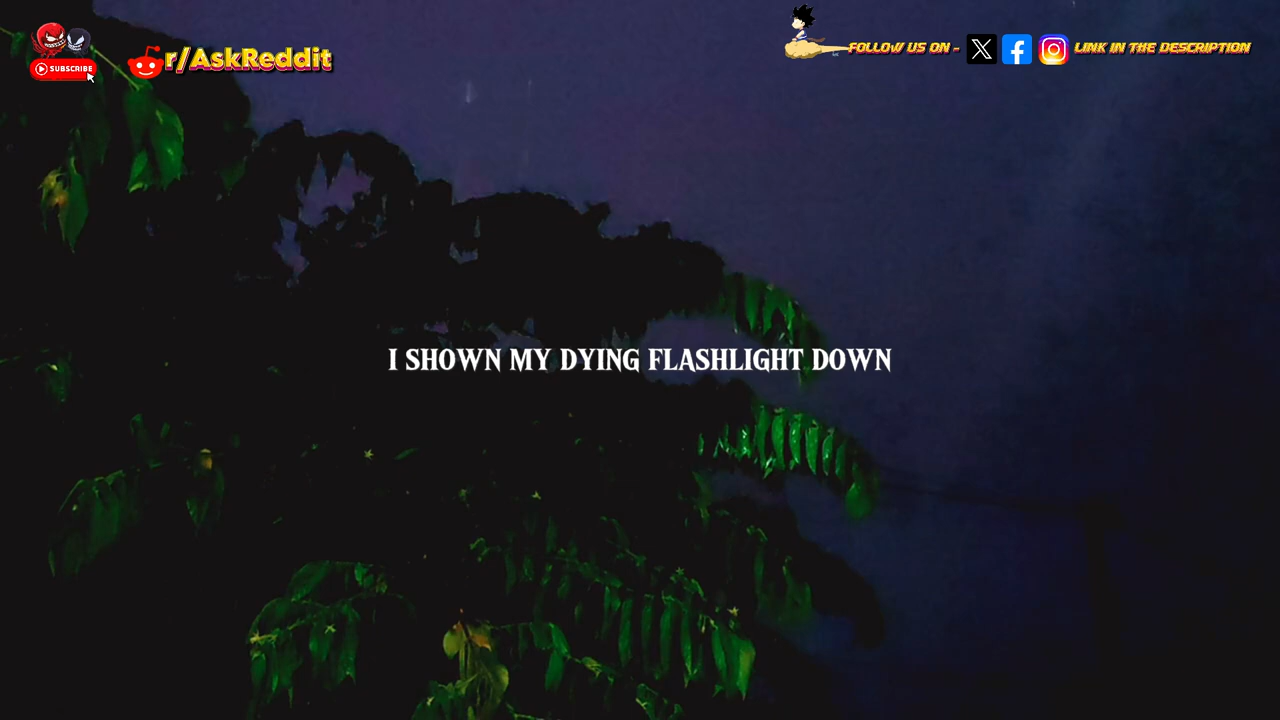 SUBSCRIBE
r/AskReddit
FOLLOW US ON -
LINK IN THE DESCRIPTION
I SHOWN MY DYING FLASHLIGHT DOWN